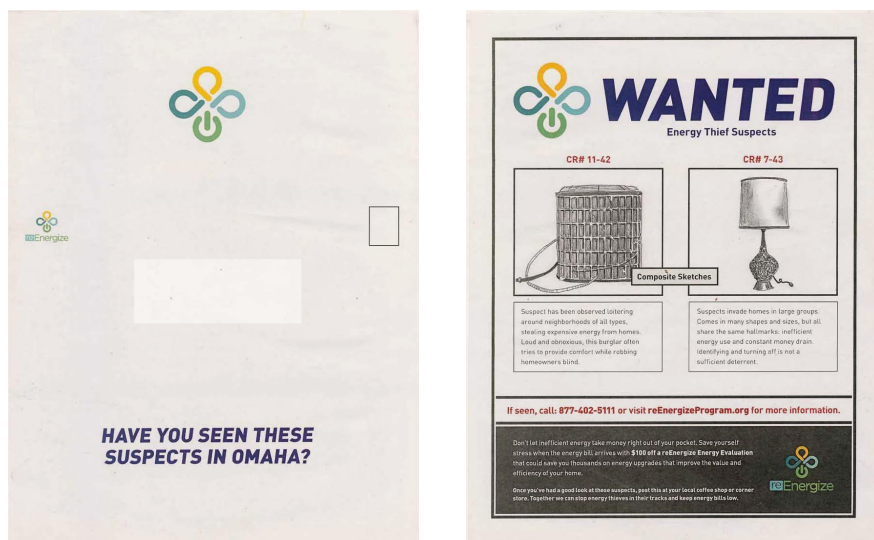 reEnergize
HAVE YOU SEEN THESE
SUSPECTS IN OMAHA?
WANTED
Energy Thief Suspects
CR# 11-42
CR# 7-43
Composite Sketches
Suspect has been observed loitering
around neighborhoods of all types,
stealing expensive energy from homes.
Loud and obnoxious, this burglar often
tries to provide comfort while robbing
homeowners blind.
Suspects invade homes in large groups.
Comes in many shapes and sizes, but all
share the same hallmarks: inefficient
energy use and constant money drain.
Identifying and turning off is not a
sufficient deterrent.
If seen, call: 877-402-5111 or visit reEnergizeProgram.org for more information.
Don't let inefficient energy take money right out of your pocket. Save yourself
stress when the energy bill arrives with $100 off a reEnergize Energy Evaluation
that could save you thousands on energy upgrades that improve the value and
efficiency of your home.
Once you've had a good look at these suspects, post this at your local coffee shop or corner
store. Together we can stop energy thieves in their tracks and keep energy bills low.
reEnergize